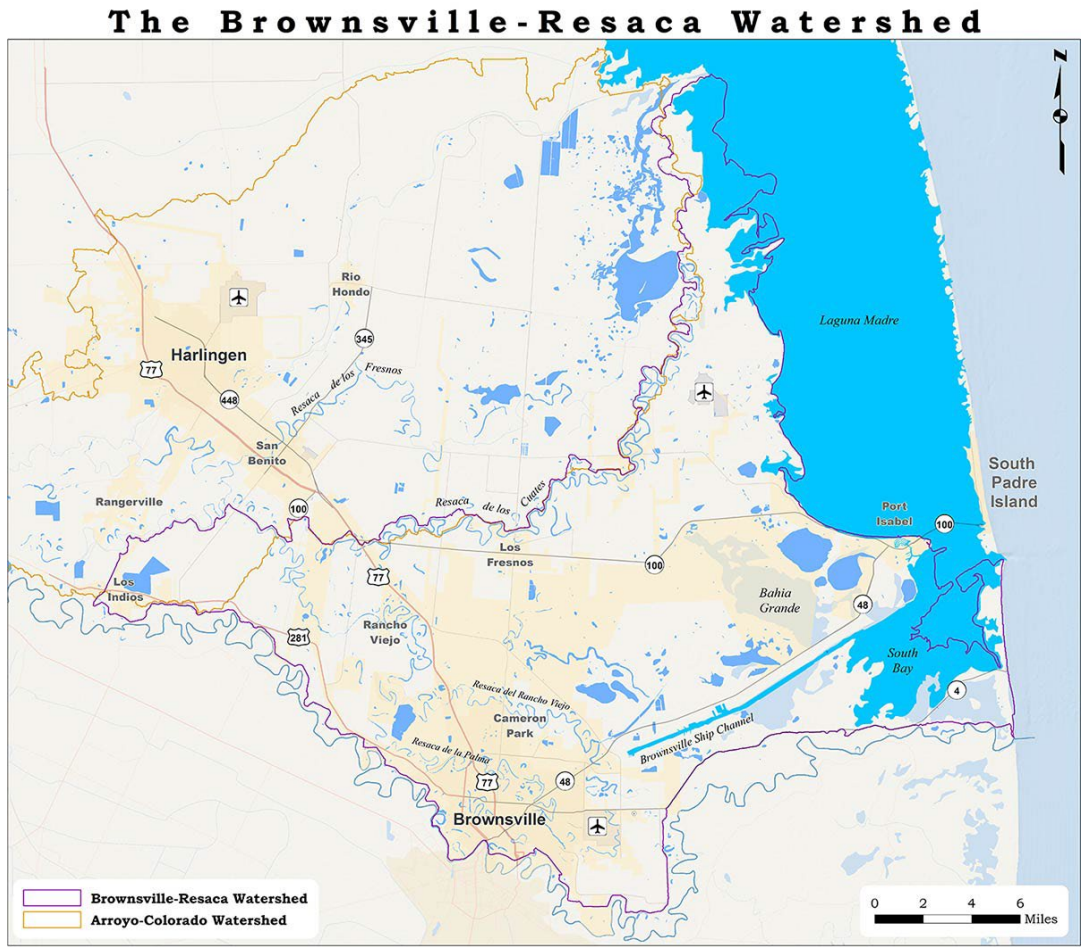 The Brownsville-Resaca Watershed
N
Rio
Hondo
Laguna Madre
345
Harlingen
77
Resaca de los Fresnos
448
San
Benito
South
Padre
Island
Rangerville
100
Resaca de los Cuates
Port
Isabel
100
Los
Fresnos
100
Los
Indios
77
Bahia
Grande
48
Rancho
Viejo
281
South
Bay
Resaca del Rancho Viejo
4
Cameron
Park
Brownsville Ship Channel
Resaca de la Palma
77
48
Brownsville
Brownsville-Resaca Watershed
Arroyo-Colorado Watershed
0 2 4 6
Miles